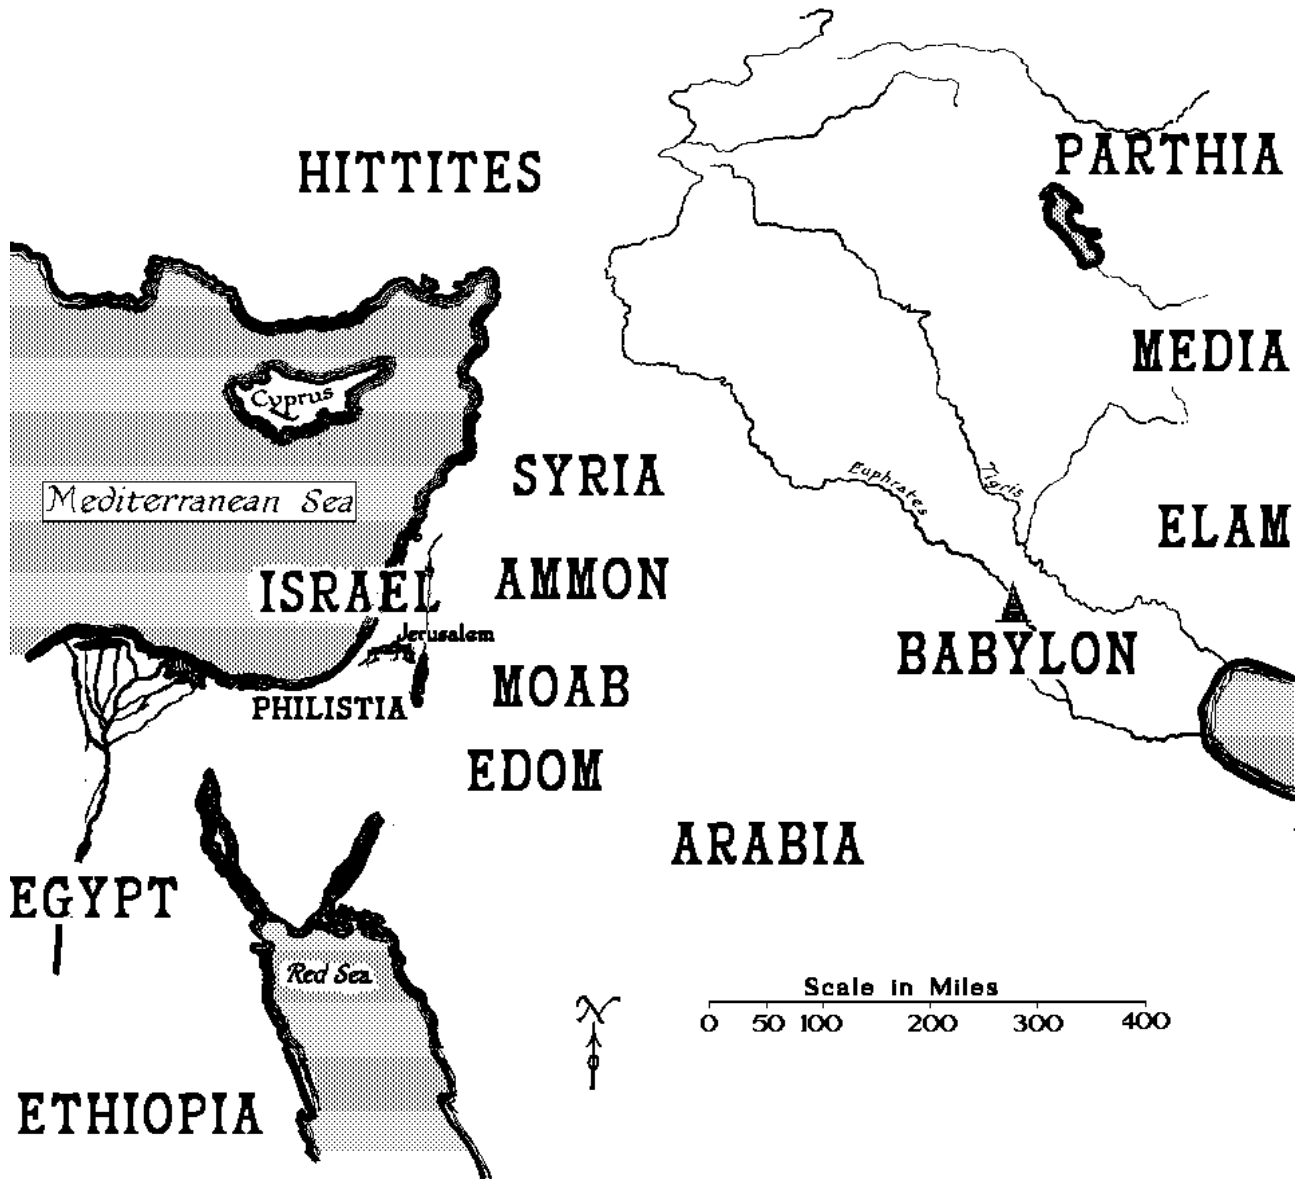 PARTHIA
HITTITES
MEDIA
Cyprus
SYRIA
Euphrates
Tigris
Mediterranean Sea
ELAM
AMMON
ISRAEL
Jerusalem
BABYLON
MOAB
PHILISTIA
EDOM
ARABIA
EGYPT
Red Sea
Scale in Miles
0 50 100 200 300 400
N
ETHIOPIA